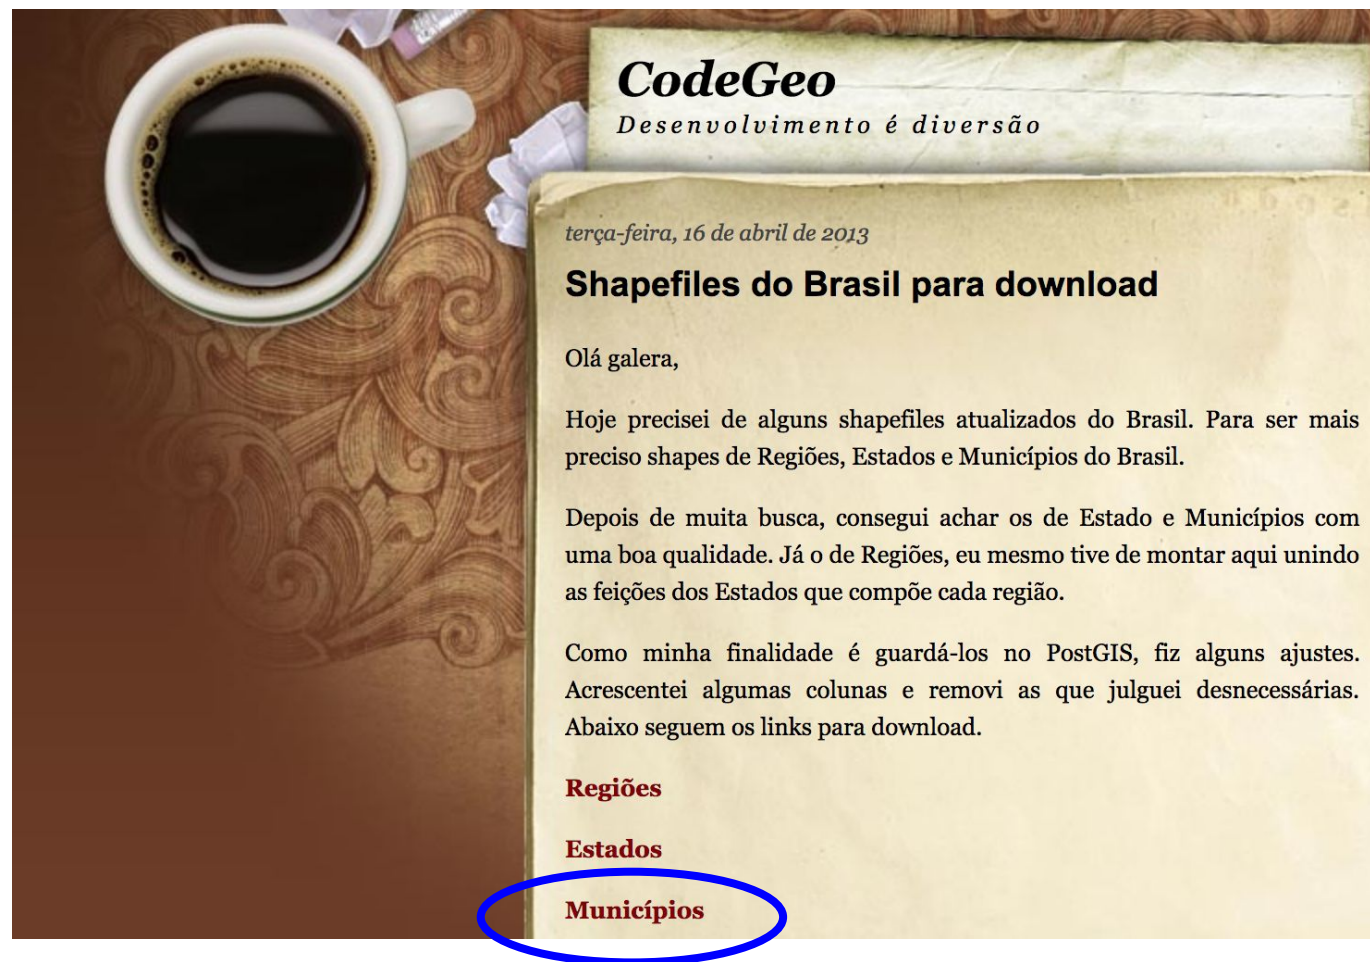 CodeGeo
Desenvolvimento é diversão
terça-feira, 16 de abril de 2013
Shapefiles do Brasil para download
Olá galera,
Hoje precisei de alguns shapefiles atualizados do Brasil. Para ser mais
preciso shapes de Regiões, Estados e Municípios do Brasil.
Depois de muita busca, consegui achar os de Estado e Municípios com
uma boa qualidade. Já o de Regiões, eu mesmo tive de montar aqui unindo
as feições dos Estados que compõe cada região.
Como minha finalidade é guardá-los no PostGIS, fiz alguns ajustes.
Acrescentei algumas colunas e removi as que julguei desnecessárias.
Abaixo seguem os links para download.
Regiões
Estados
Municípios